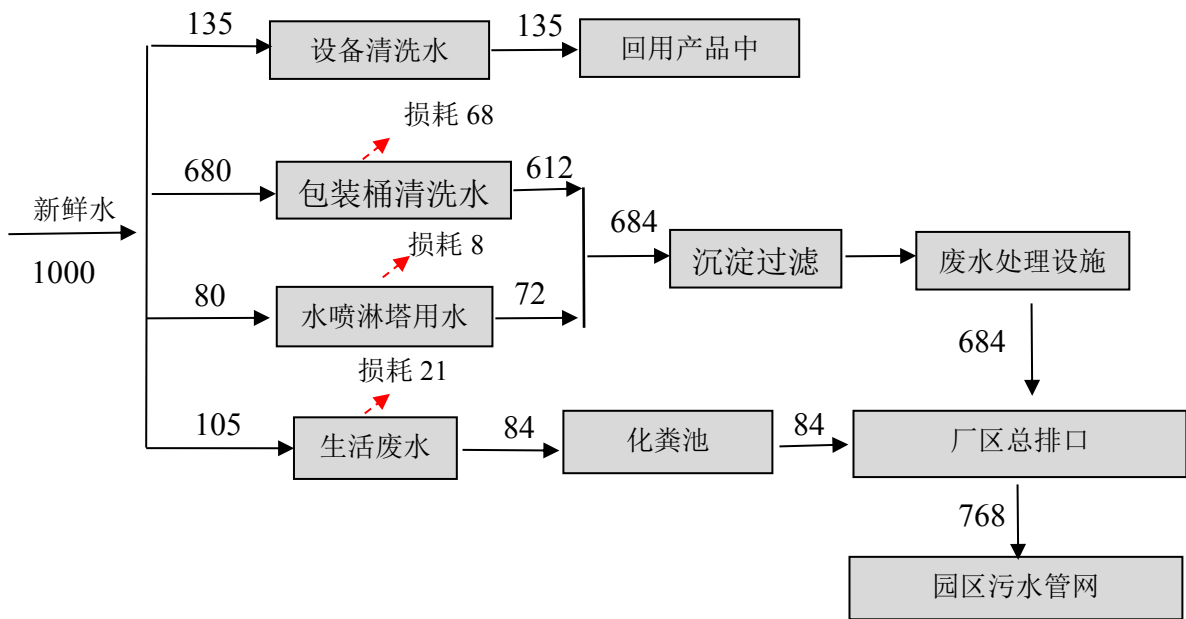 135
设备清洗水
135
回用产品中
损耗 68
680
包装桶清洗水
612
新鲜水
1000
684
沉淀过滤
废水处理设施
损耗 8
80
水喷淋塔用水
72
684
损耗 21
105
生活废水
84
化粪池
84
厂区总排口
768
园区污水管网